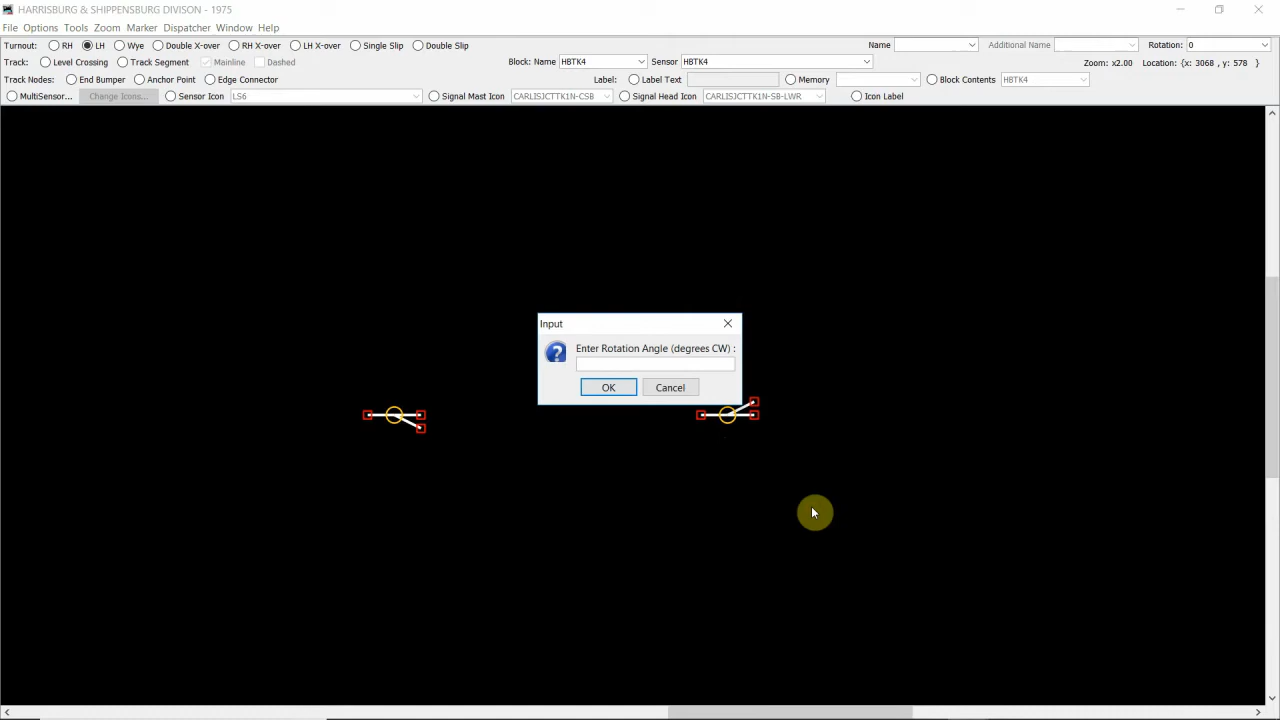 HARRISBURG & SHIPPENSBURG DIVISON - 1975
File Options Tools Zoom Marker Dispatcher Window Help
Turnout: RH LH Wye Double X-over RH X-over LH X-over Single Slip Double Slip Name Additional Name Rotation: 0
Track: Level Crossing Track Segment Mainline Dashed Block: Name HBTK4 Sensor HBTK4 Zoom: x2.00 Location: {x: 3068 , y: 578 }
Track Nodes: End Bumper Anchor Point Edge Connector Label: Label Text Memory Block Contents HBTK4
MultiSensor... Change Icons... Sensor Icon LS6 Signal Mast Icon CARLISJCTTK1N-CSB Signal Head Icon CARLISJCTTK1N-SB-LWR Icon Label
Input
Enter Rotation Angle (degrees CW) :
OK Cancel